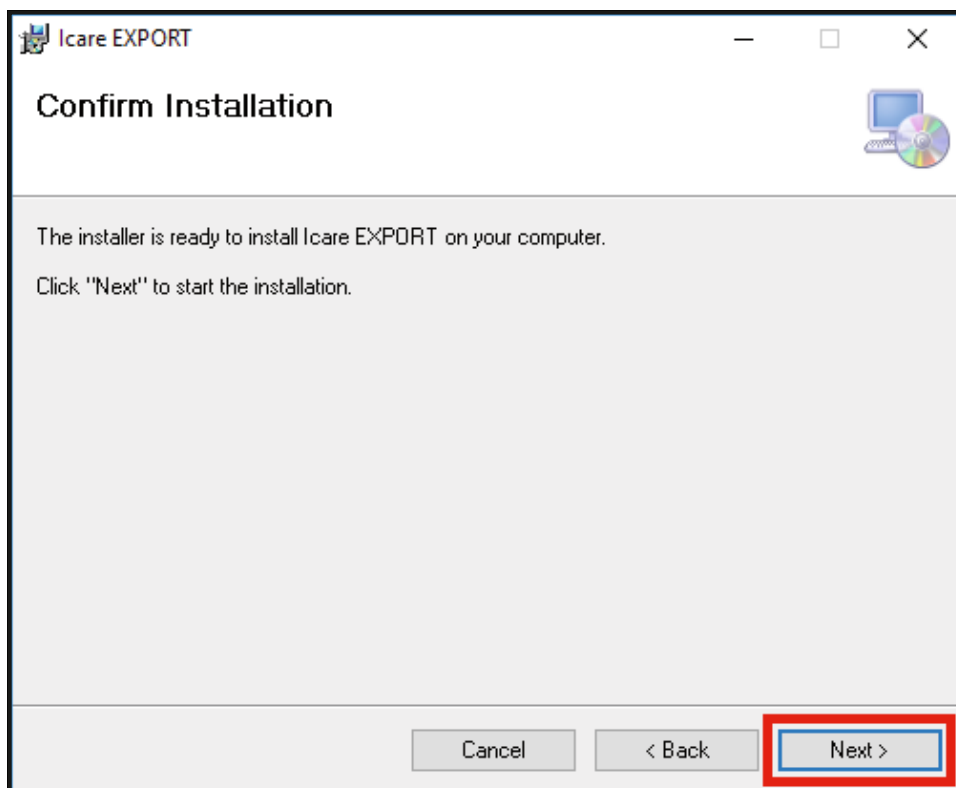 Icare EXPORT
Confirm Installation
The installer is ready to install Icare EXPORT on your computer.
Click "Next" to start the installation.
Cancel
< Back
Next >